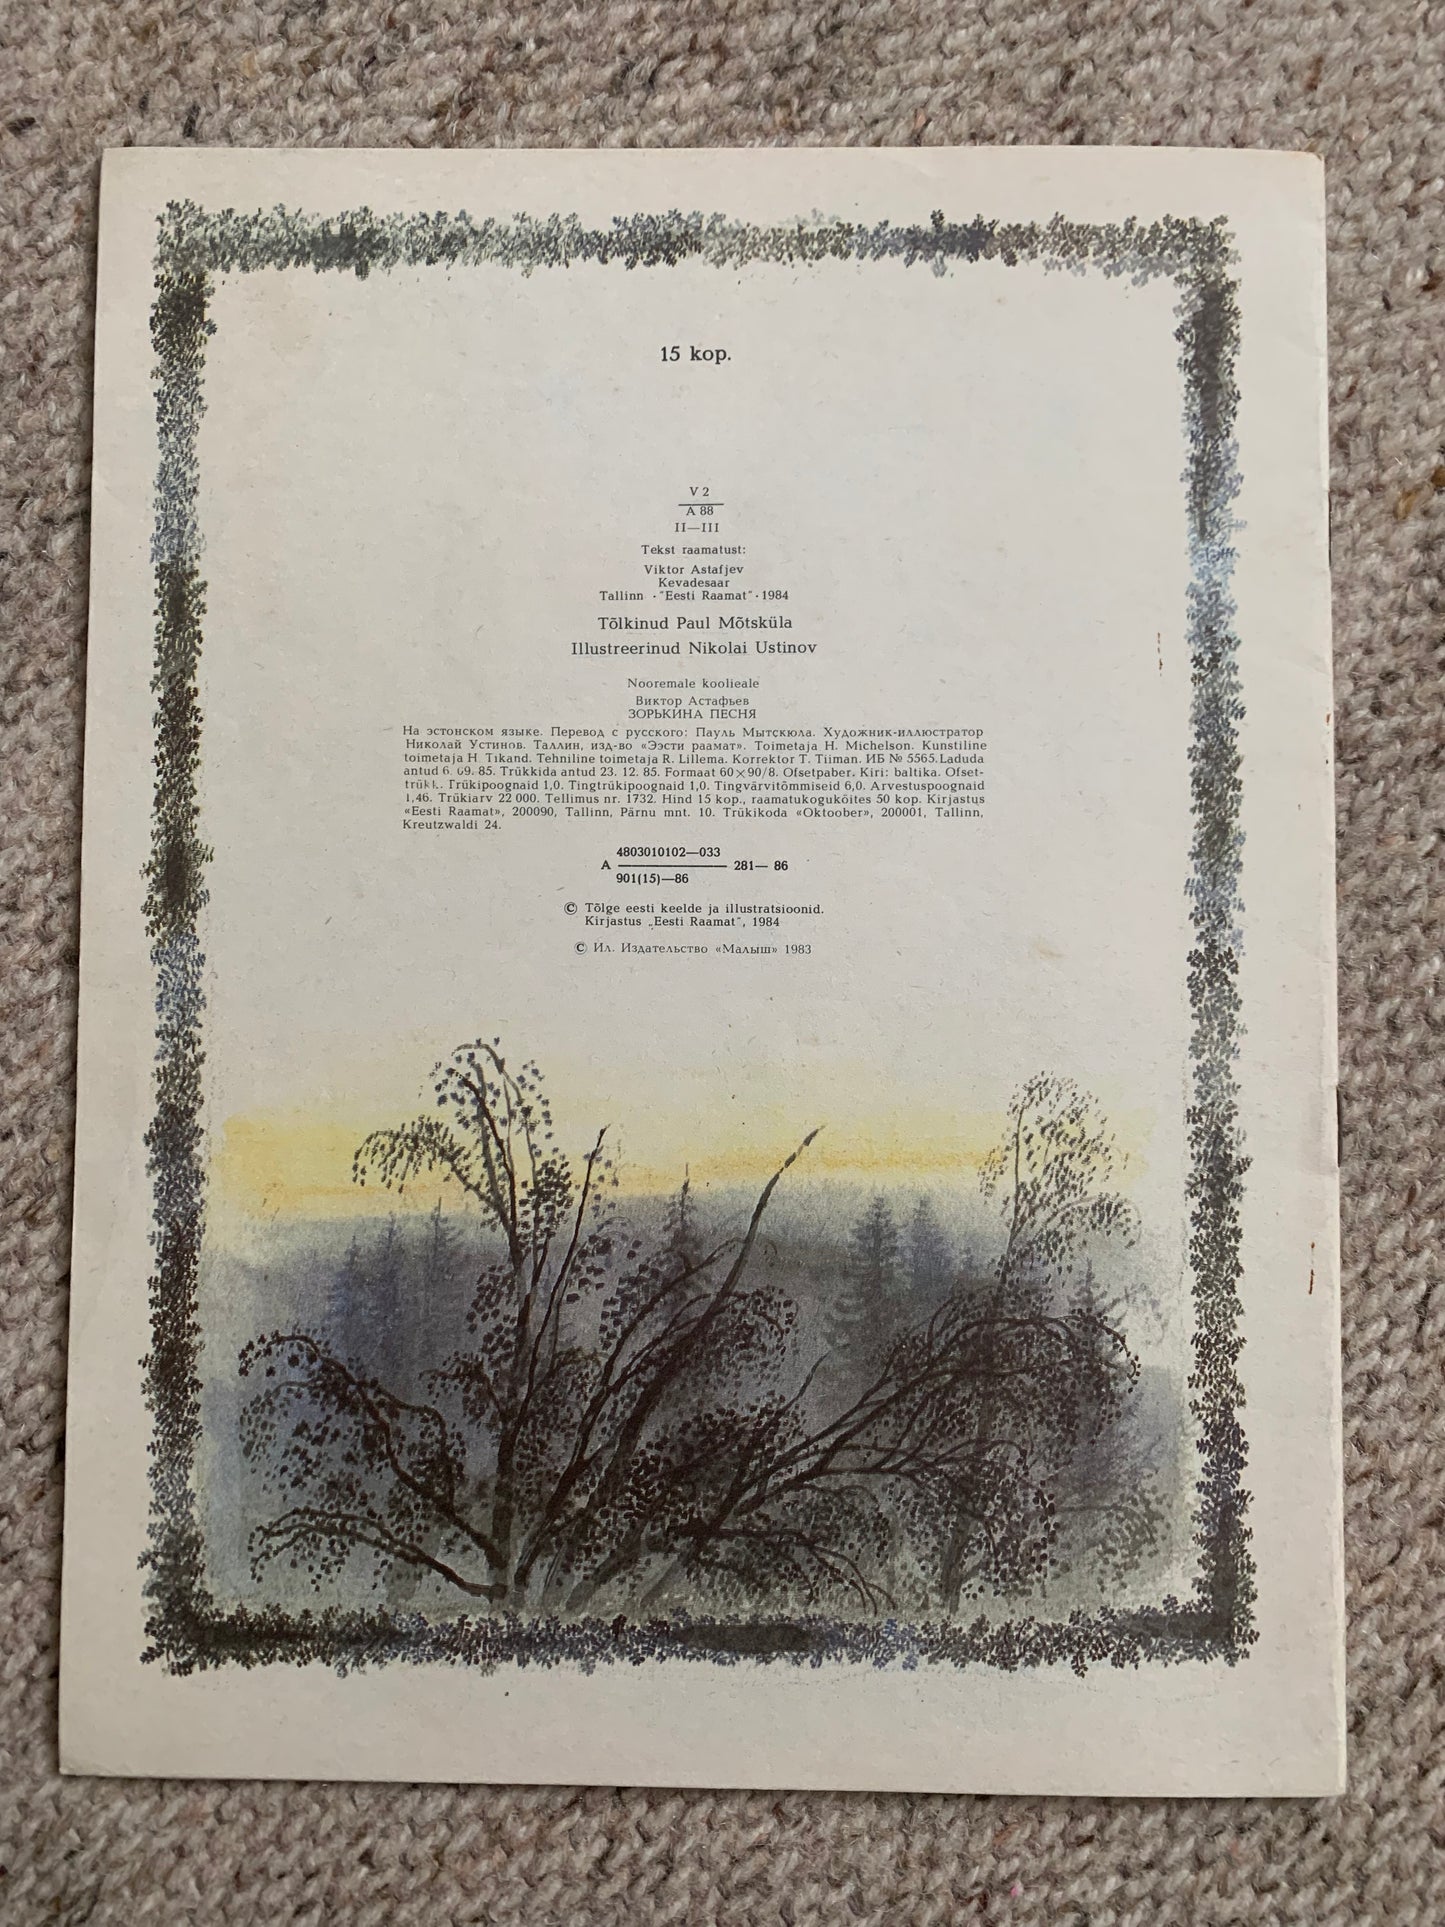 15 kop.
V 2
A 88
II—III
Tekst raamatust:
Viktor Astafjev
Kevadesaar
Tallinn · "Eesti Raamat" · 1984
Tõlkinud Paul Mõtsküla
Illustreerinud Nikolai Ustinov
Nooremale koolieale
Виктор Астафьев
ЗОРЬКИНА ПЕСНЯ
На эстонском языке. Перевод с русского: Пауль Мытскюла. Художник-иллюстратор
Николай Устинов. Таллин, изд-во «Ээсти раамат». Toimetaja H. Michelson. Kunstiline
toimetaja H. Tikand. Tehniline toimetaja R. Lillema. Korrektor T. Tiiman. ИБ № 5565. Laduda
antud 6. 09. 85. Trükkida antud 23. 12. 85. Formaat 60×90/8. Ofsetpaber. Kiri: baltika. Ofset-
trükk. Trükipoognaid 1,0. Tingtrükipoognaid 1,0. Tingvärvitõmmiseid 6,0. Arvestuspoognaid
1,46. Trükiarv 22 000. Tellimus nr. 1732. Hind 15 kop., raamatukoguköites 50 kop. Kirjastus
«Eesti Raamat», 200090, Tallinn, Pärnu mnt. 10. Trükikoda «Oktoober», 200001, Tallinn,
Kreutzwaldi 24.
4803010102—033
A 281— 86
901(15)—86
© Tõlge eesti keelde ja illustratsioonid.
Kirjastus „Eesti Raamat", 1984
© Ил. Издательство «Малыш» 1983